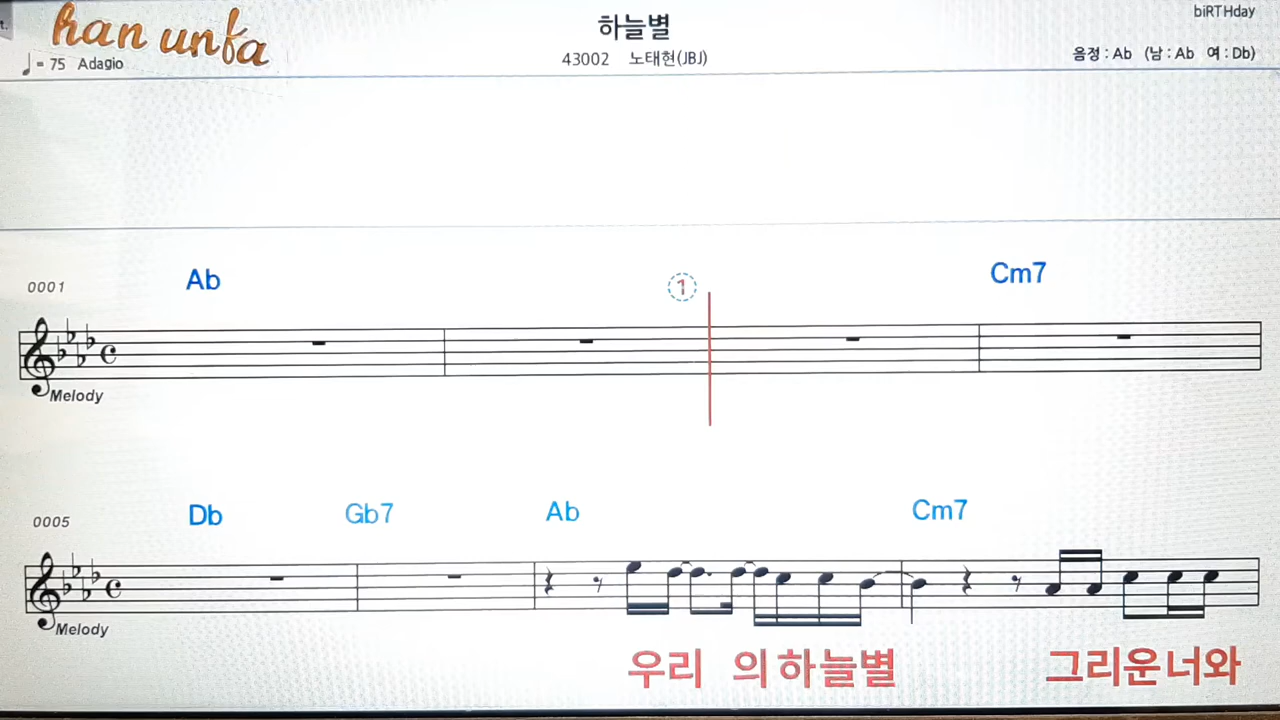 han unfa
하늘별
biRTHday
♩ = 75 Adagio
43002 노태현(JBJ)
음정 : Ab (남 : Ab 여 : Db)
0001
Ab
1
Cm7
Melody
0005
Db Gb7 Ab Cm7
Melody
우리 의하늘별 그리운너와